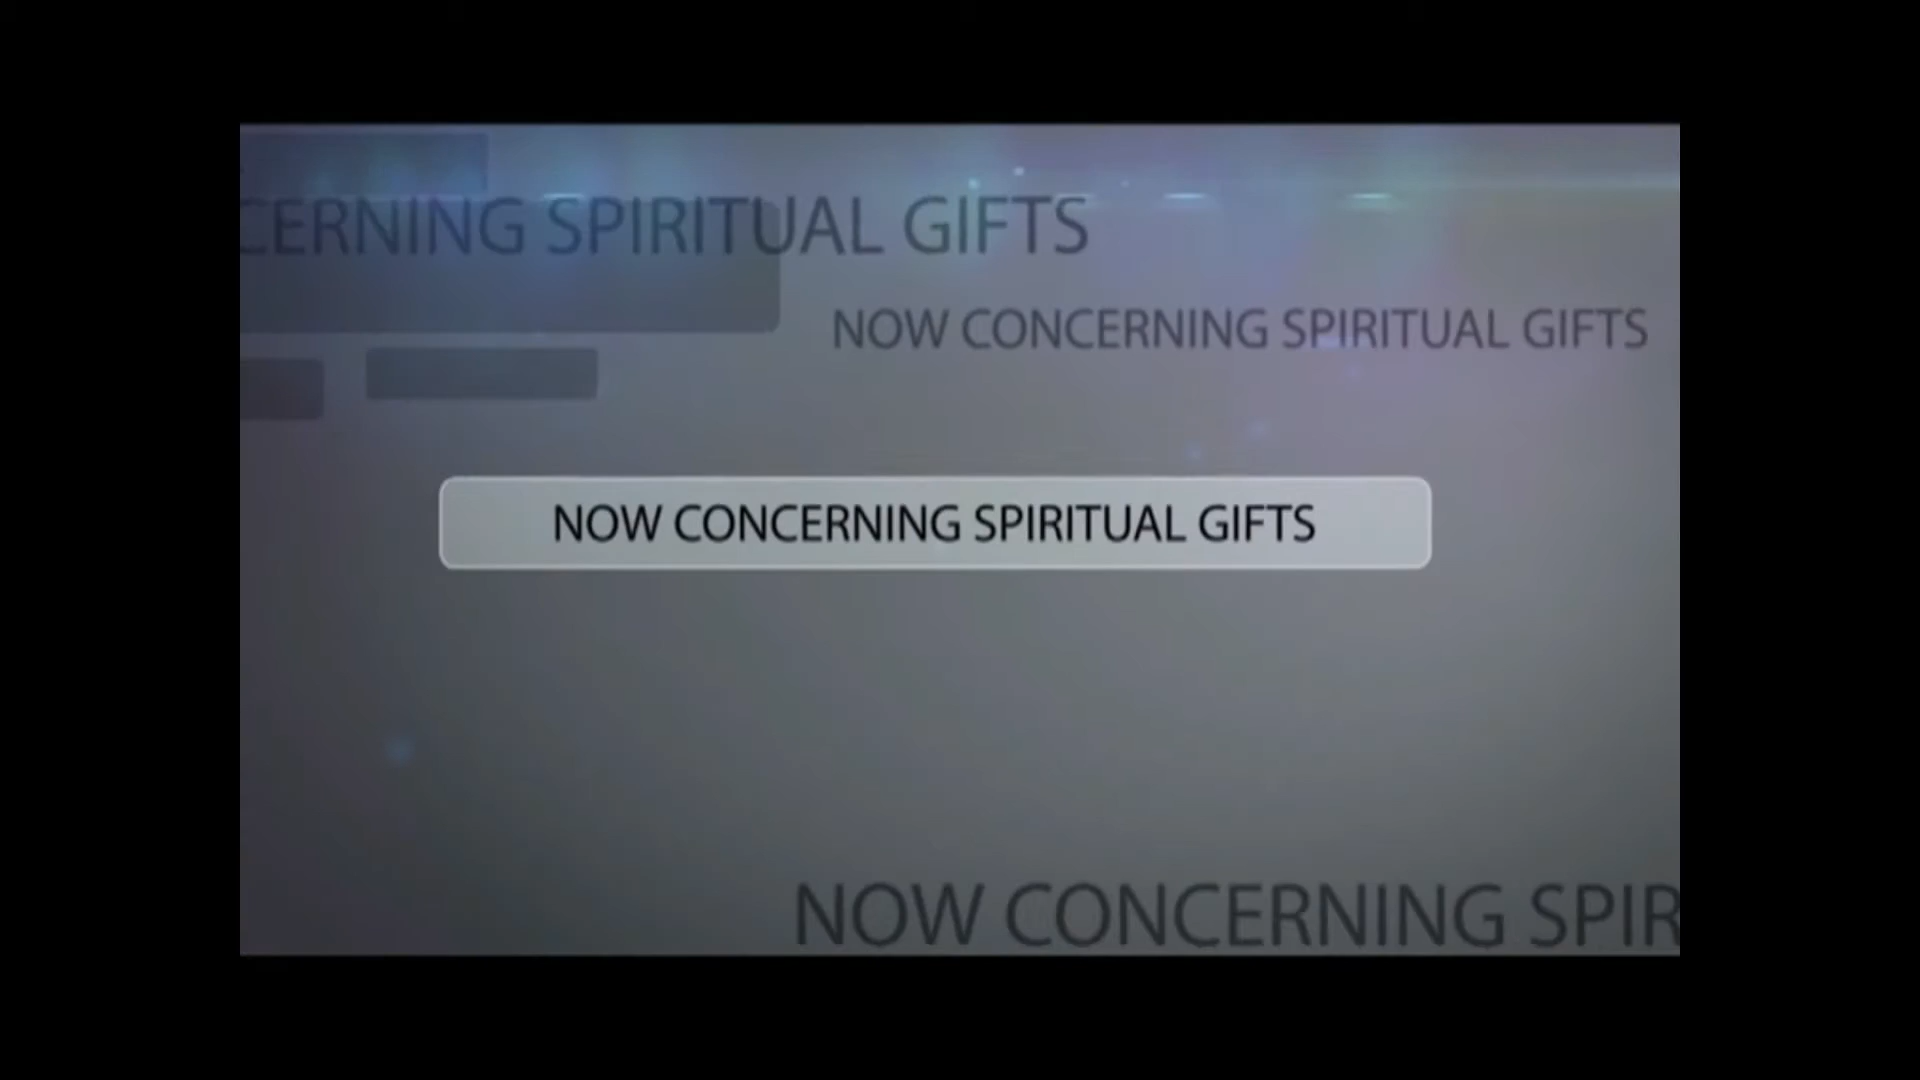 CERNING SPIRITUAL GIFTS
NOW CONCERNING SPIRITUAL GIFTS
NOW CONCERNING SPIRITUAL GIFTS
NOW CONCERNING SPIR